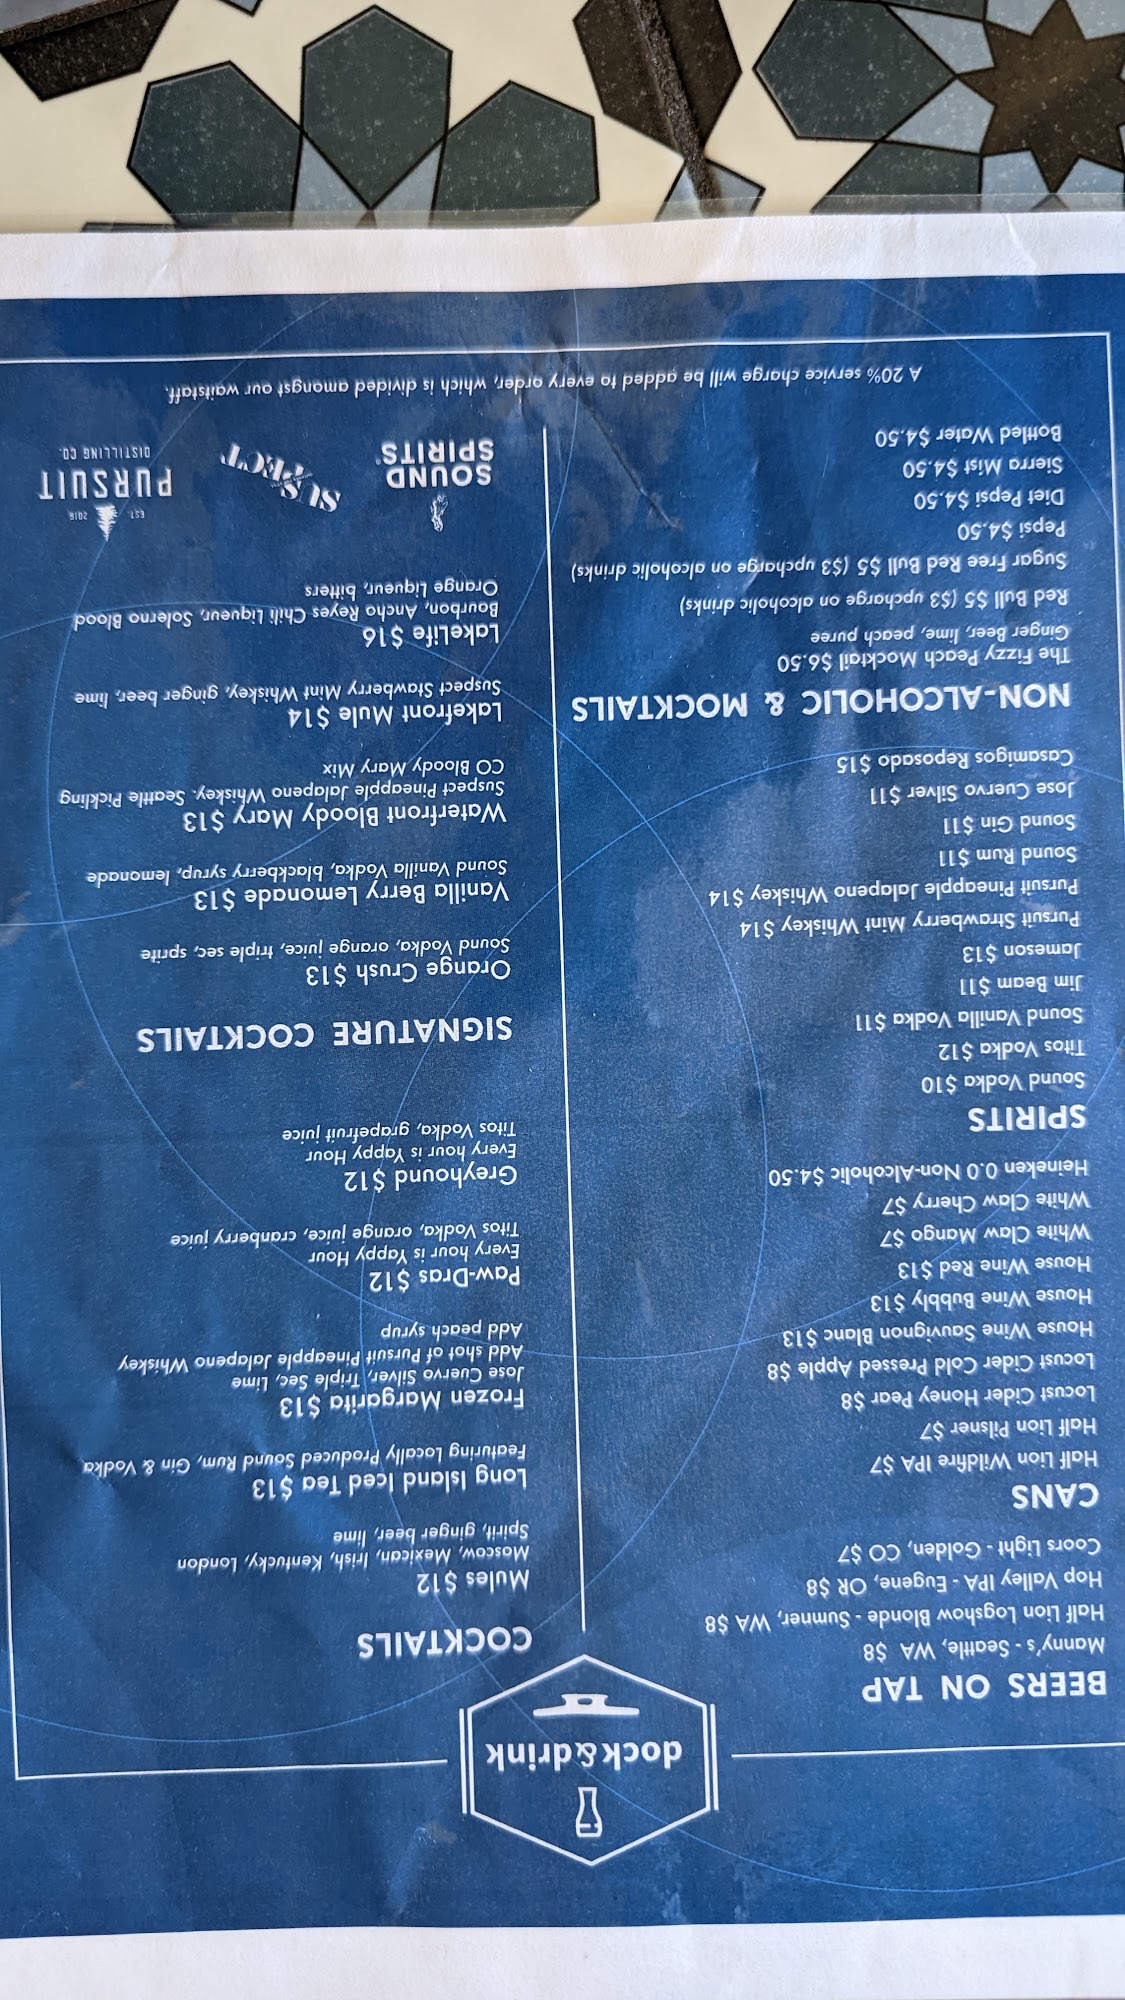 dock&drink
BEERS ON TAP
Manny's - Seattle, WA $8
Half Lion Logshow Blonde - Sumner, WA $8
Hop Valley IPA - Eugene, OR $8
Coors Light - Golden, CO $7
CANS
Half Lion Wildfire IPA $7
Half Lion Pilsner $7
Locust Cider Honey Pear $8
Locust Cider Cold Pressed Apple $8
House Wine Sauvignon Blanc $13
House Wine Bubbly $13
House Wine Red $13
White Claw Mango $7
White Claw Cherry $7
Heineken 0.0 Non-Alcoholic $4.50
SPIRITS
Sound Vodka $10
Titos Vodka $12
Sound Vanilla Vodka $11
Jim Beam $11
Jameson $13
Pursuit Strawberry Mint Whiskey $14
Pursuit Pineapple Jalapeno Whiskey $14
Sound Rum $11
Sound Gin $11
Jose Cuervo Silver $11
Casamigos Reposado $15
NON-ALCOHOLIC & MOCKTAILS
The Fizzy Peach Mocktail $6.50
Ginger Beer, lime, peach puree
Red Bull $5 ($3 upcharge on alcoholic drinks)
Sugar Free Red Bull $5 ($3 upcharge on alcoholic drinks)
Pepsi $4.50
Diet Pepsi $4.50
Sierra Mist $4.50
Bottled Water $4.50
COCKTAILS
Mules $12
Moscow, Mexican, Irish, Kentucky, London
Spirit, ginger beer, lime
Long Island Iced Tea $13
Featuring Locally Produced Sound Rum, Gin & Vodka
Frozen Margarita $13
Jose Cuervo Silver, Triple Sec, Lime
Add shot of Pursuit Pineapple Jalapeno Whiskey
Add peach syrup
Paw-Dras $12
Every hour is Yappy Hour
Titos Vodka, orange juice, cranberry juice
Greyhound $12
Every hour is Yappy Hour
Titos Vodka, grapefruit juice
SIGNATURE COCKTAILS
Orange Crush $13
Sound Vodka, orange juice, triple sec, sprite
Vanilla Berry Lemonade $13
Sound Vanilla Vodka, blackberry syrup, lemonade
Waterfront Bloody Mary $13
Suspect Pineapple Jalapeno Whiskey. Seattle Pickling
CO Bloody Mary Mix
Lakefront Mule $14
Suspect Stawberry Mint Whiskey, ginger beer, lime
LakeLife $16
Bourbon, Ancho Reyes Chili Liqueur, Solerno Blood
Orange Liqueur, bitters
SOUND
SPIRITS
SUSPECT
EST. 2016
PURSUIT
DISTILLING CO.
A 20% service charge will be added to every order, which is divided amongst our waitstaff.